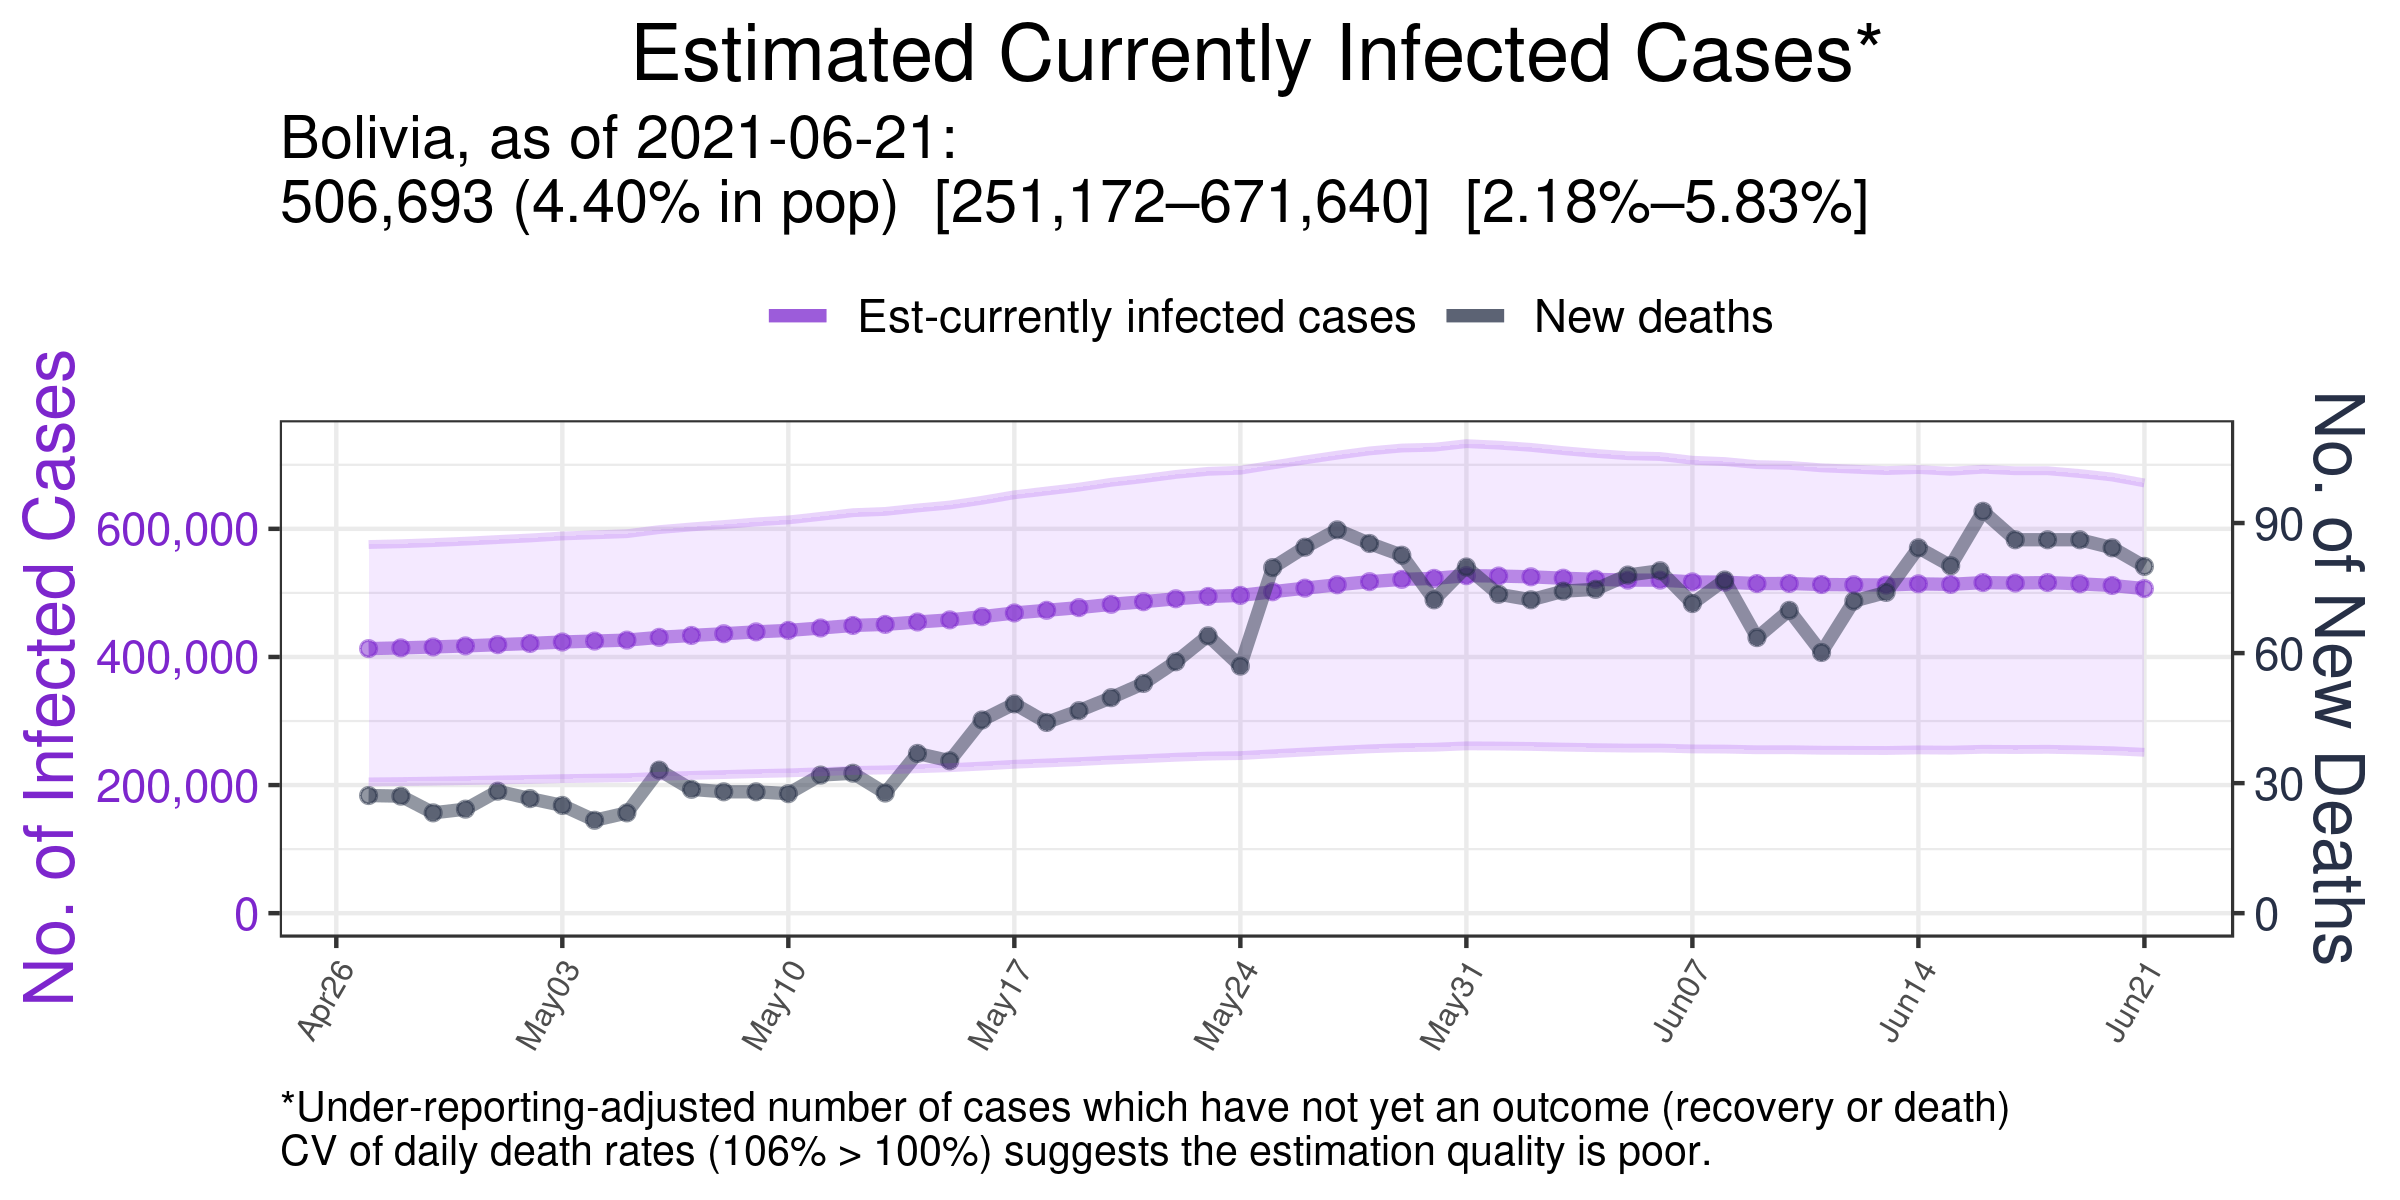 Estimated Currently Infected Cases*
Bolivia, as of 2021-06-21:
506,693 (4.40% in pop)  [251,172–671,640]  [2.18%–5.83%]
Est-currently infected cases
New deaths
No. of Infected Cases
600,000
400,000
200,000
0
No. of New Deaths
90
60
30
0
Apr26
May03
May10
May17
May24
May31
Jun07
Jun14
Jun21
*Under-reporting-adjusted number of cases which have not yet an outcome (recovery or death)
CV of daily death rates (106% > 100%) suggests the estimation quality is poor.